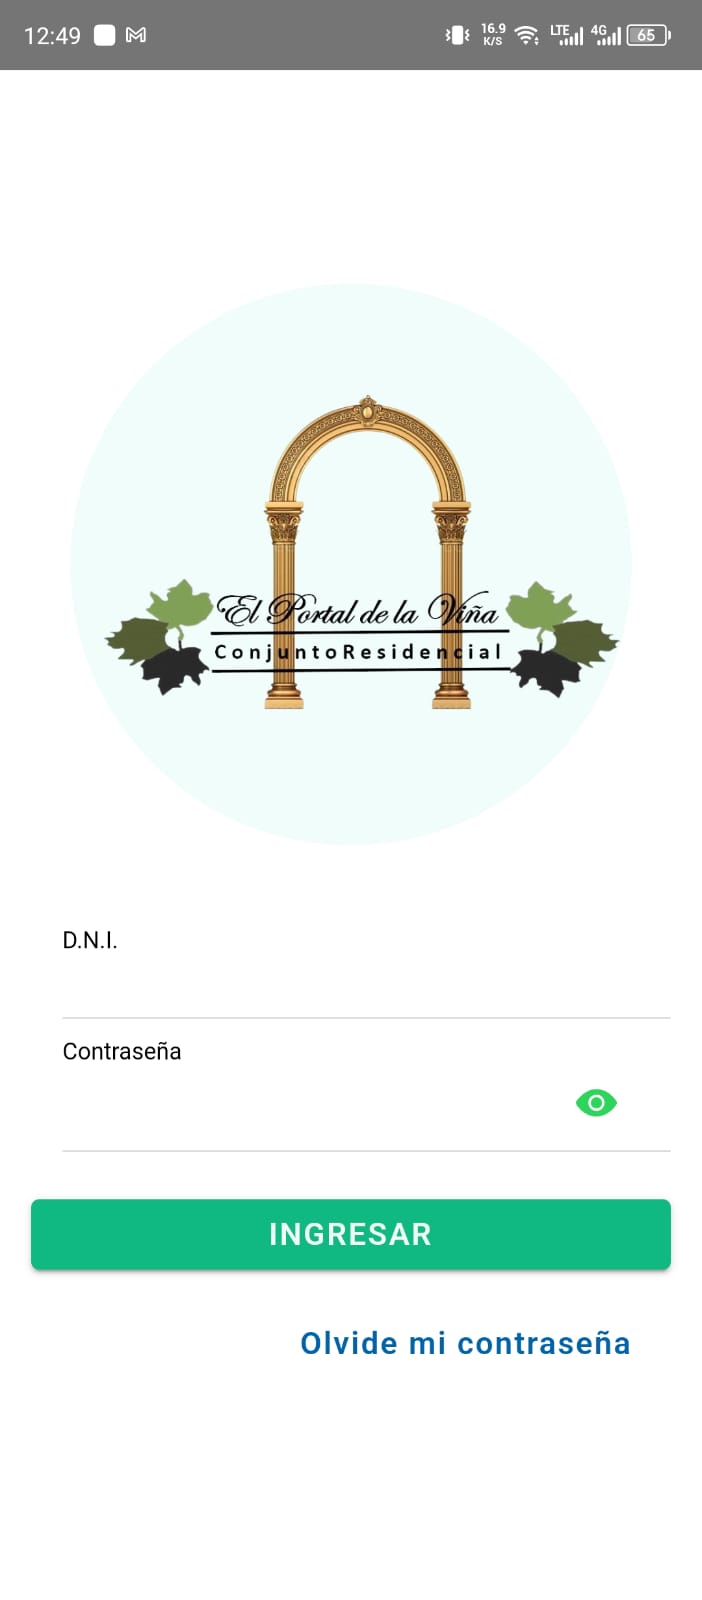 12:49
16.9
K/S
LTE
4G
65
El Portal de la Viña
ConjuntoResidencial
D.N.I.
Contraseña
INGRESAR
Olvide mi contraseña